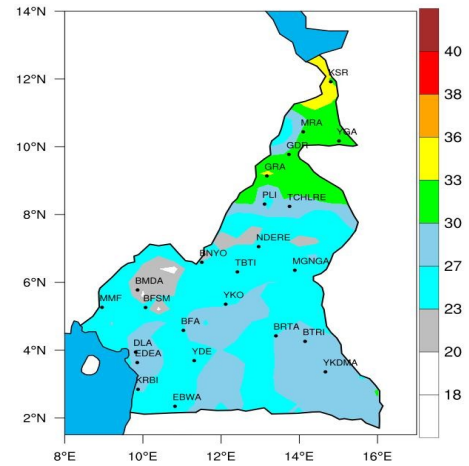 14°N
12°N
10°N
8°N
6°N
4°N
2°N
8°E 10°E 12°E 14°E 16°E
KSR
MRA
YGA
GDR
GRA
PLI
TCHLRE
NDERE
BNYO
TBTI
MGNGA
BMDA
MMF
BFSM
YKO
BFA
BRTA
BTRI
DLA
EDEA
YDE
YKDMA
KRBI
EBWA
40
38
36
33
30
27
23
20
18